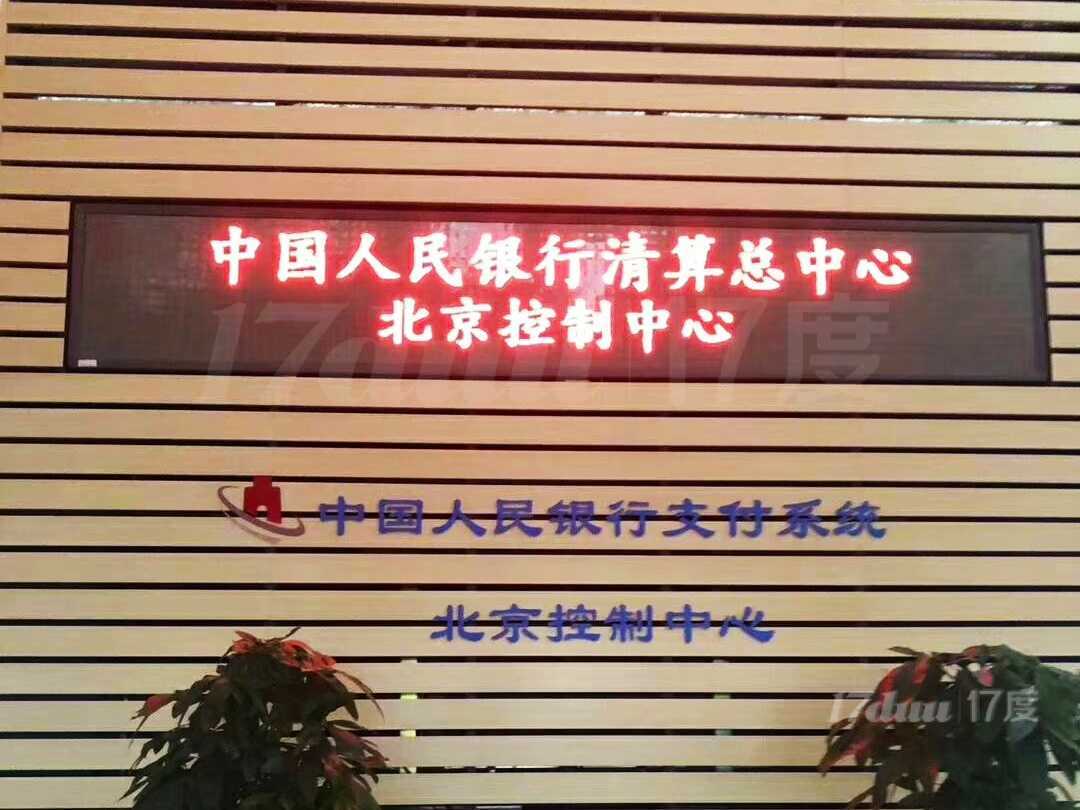 中国人民银行清算总中心
北京控制中心
17duu 17度
中国人民银行支付系统
北京控制中心
17duu 17度